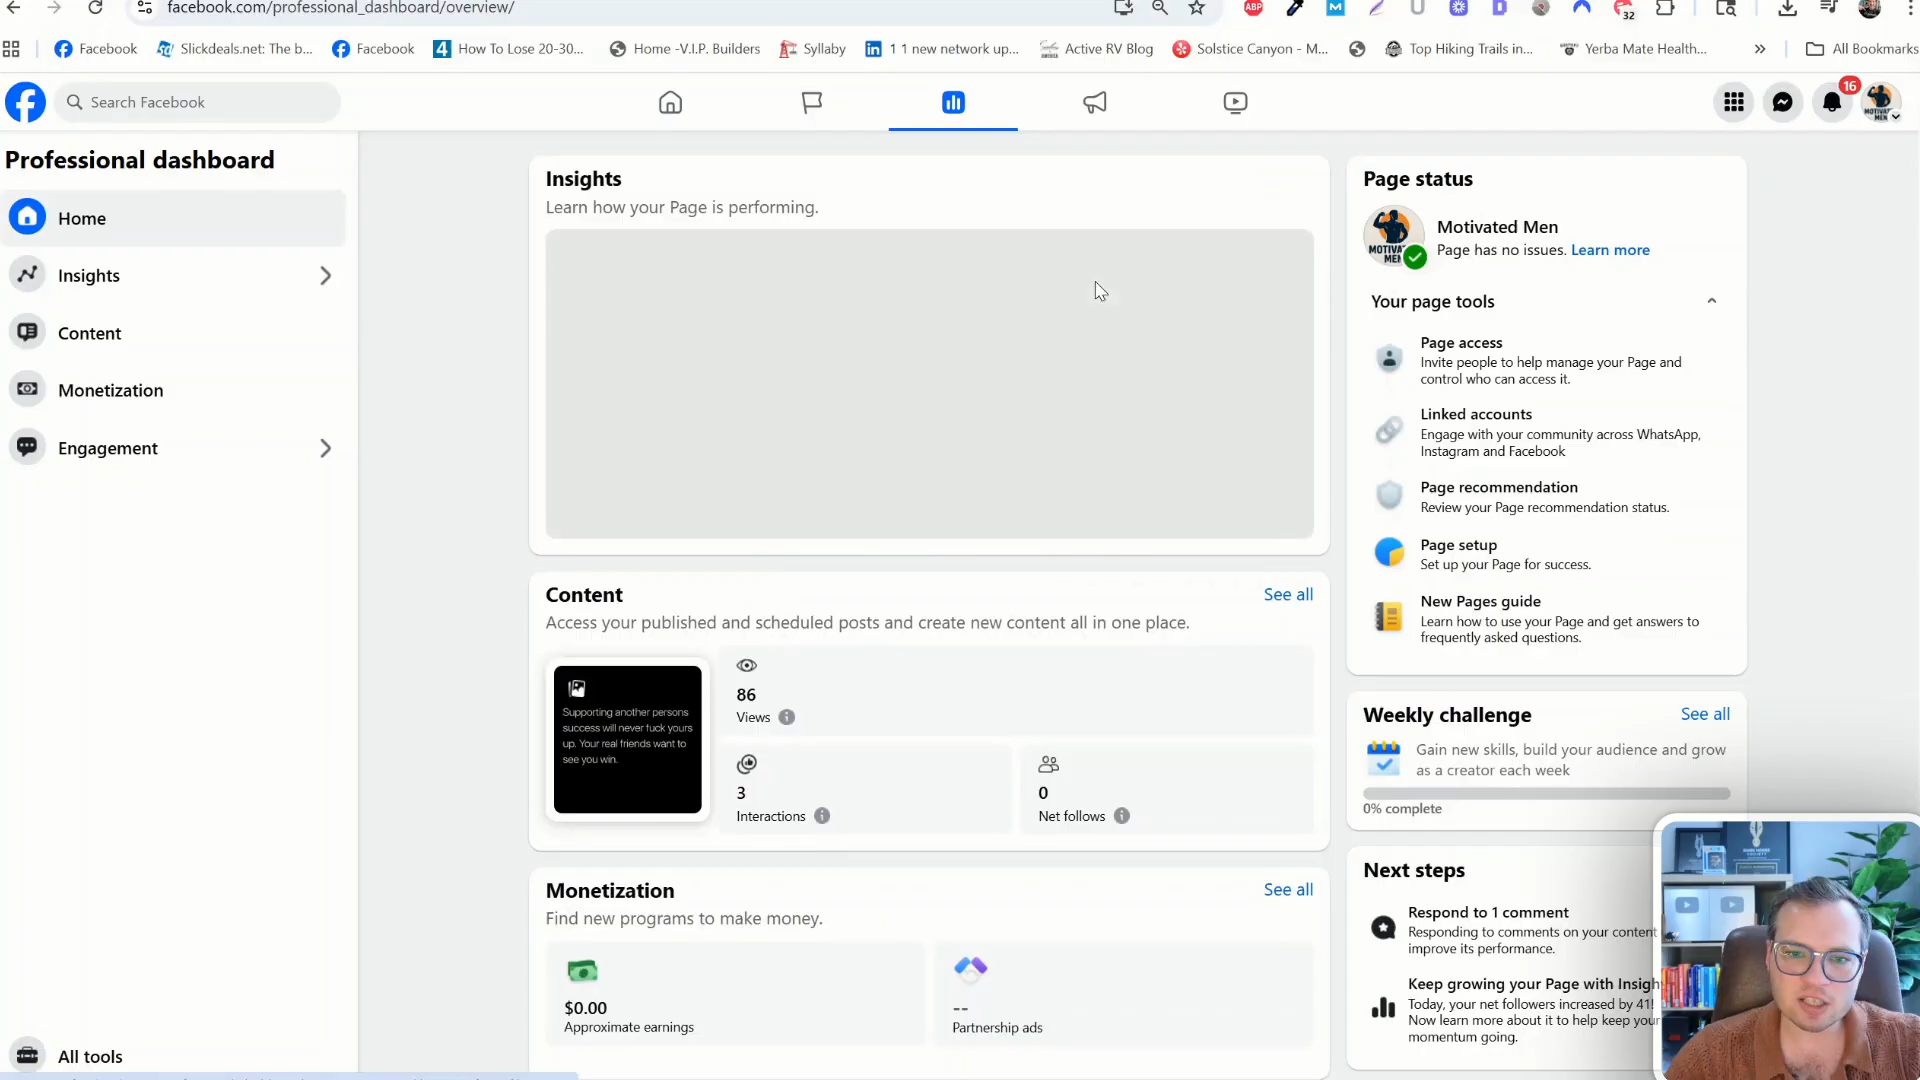 facebook.com/professional_dashboard/overview/
ABP
M
U
D
32
Facebook
Slickdeals.net: The b...
Facebook
4 How To Lose 20-30...
Home -V.I.P. Builders
Syllaby
in 1 1 new network up...
Active RV Blog
Solstice Canyon - M...
Top Hiking Trails in...
Yerba Mate Health...
»
All Bookmarks
Search Facebook
16
MOTIVATED MEN
Professional dashboard
Home
Insights
Content
Monetization
Engagement
All tools
Insights
Learn how your Page is performing.
Content
See all
Access your published and scheduled posts and create new content all in one place.
Supporting another persons
success will never fuck yours
up. Your real friends want to
see you win.
86
Views
3
Interactions
0
Net follows
Monetization
See all
Find new programs to make money.
$0.00
Approximate earnings
--
Partnership ads
Page status
Motivated Men
Page has no issues. Learn more
Your page tools
Page access
Invite people to help manage your Page and
control who can access it.
Linked accounts
Engage with your community across WhatsApp,
Instagram and Facebook
Page recommendation
Review your Page recommendation status.
Page setup
Set up your Page for success.
New Pages guide
Learn how to use your Page and get answers to
frequently asked questions.
Weekly challenge
See all
Gain new skills, build your audience and grow
as a creator each week
0% complete
Next steps
Respond to 1 comment
Responding to comments on your content
improve its performance.
Keep growing your Page with Insigh
Today, your net followers increased by 41!
Now learn more about it to help keep your
momentum going.